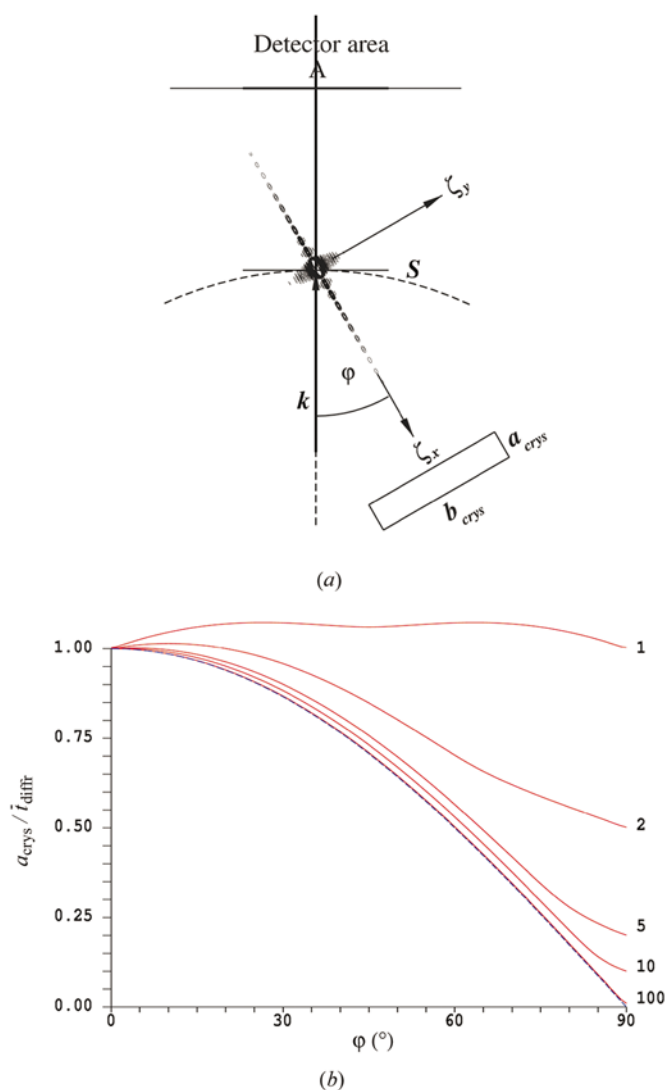 Detector area
A
ζy
S
φ
k
ζx
a crys
b crys
(a)
1.00
1
0.75
2
0.50
a crys / t̄ diffr
0.25
5
10
0.00
100
0
30
60
90
φ (°)
(b)